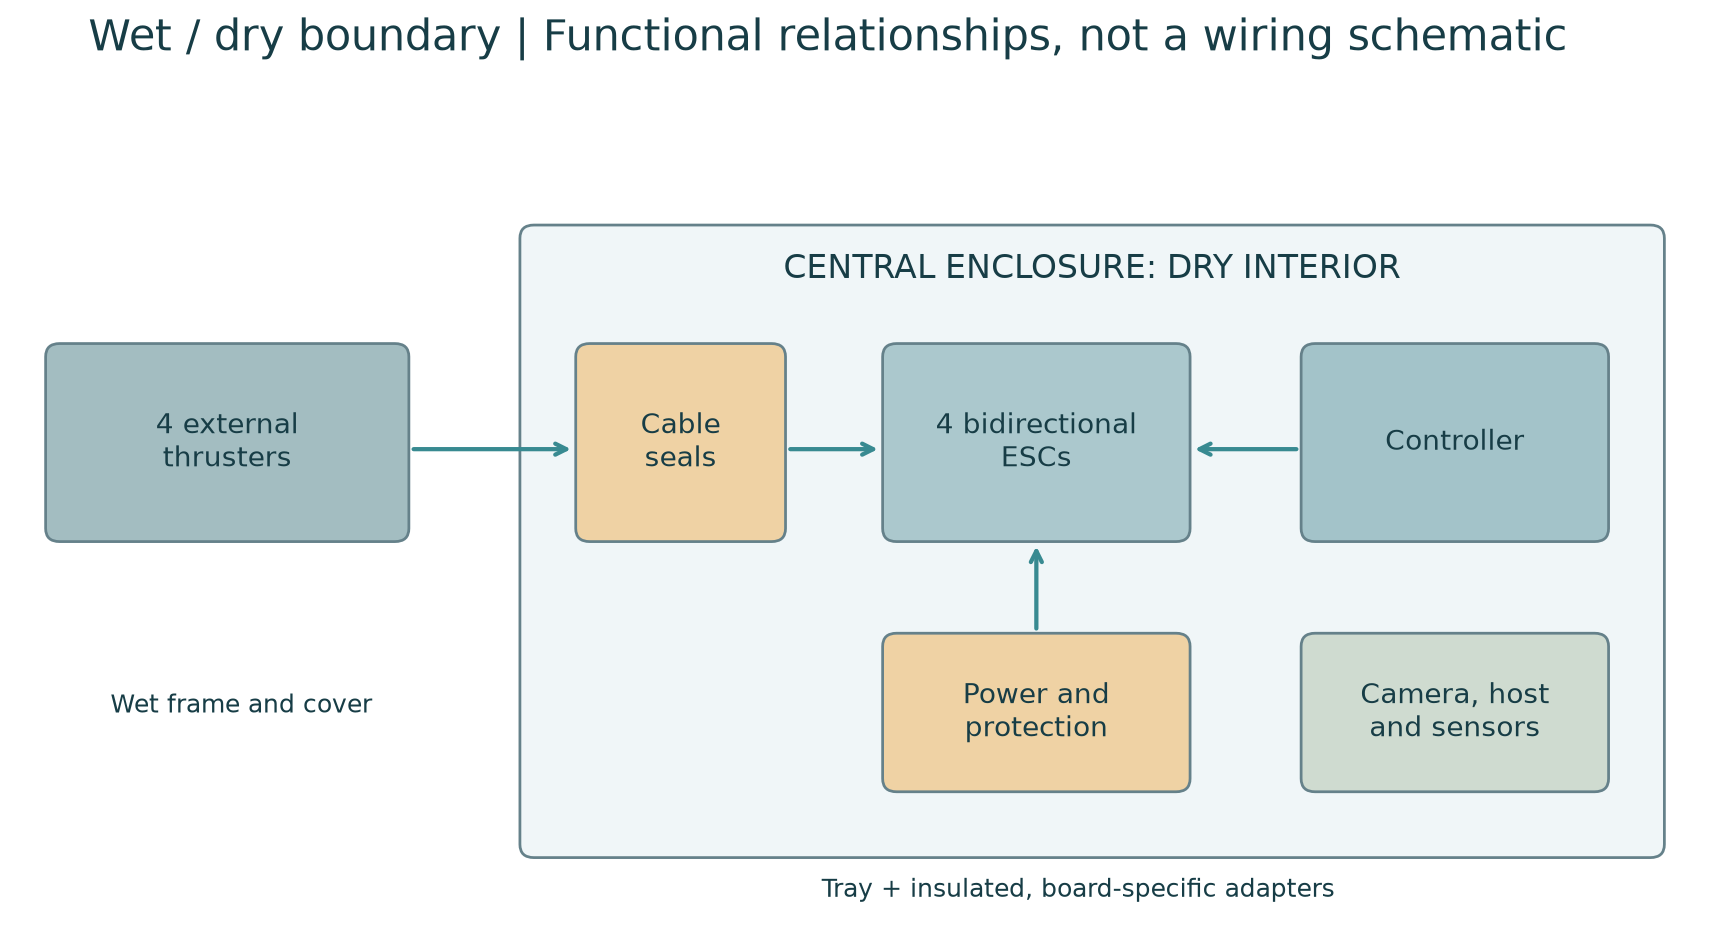 Wet / dry boundary | Functional relationships, not a wiring schematic
CENTRAL ENCLOSURE: DRY INTERIOR
4 external
thrusters
Cable
seals
4 bidirectional
ESCs
Controller
Power and
protection
Camera, host
and sensors
Wet frame and cover
Tray + insulated, board-specific adapters